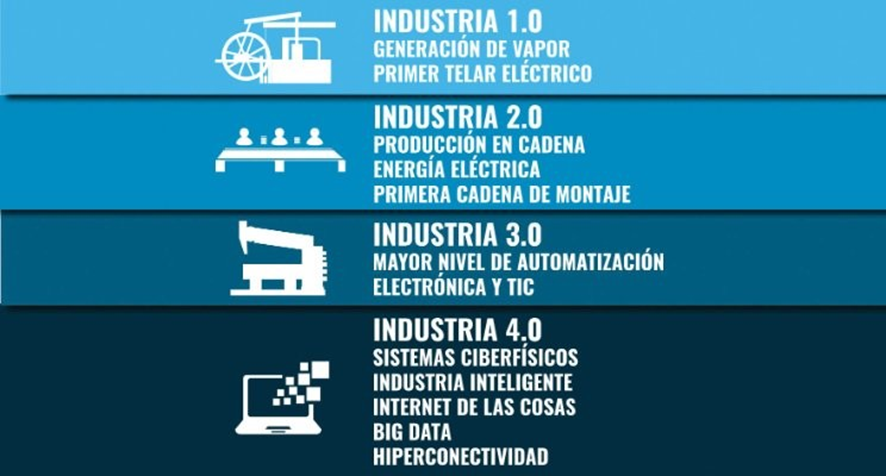 INDUSTRIA 1.0
GENERACIÓN DE VAPOR
PRIMER TELAR ELÉCTRICO
INDUSTRIA 2.0
PRODUCCIÓN EN CADENA
ENERGÍA ELÉCTRICA
PRIMERA CADENA DE MONTAJE
INDUSTRIA 3.0
MAYOR NIVEL DE AUTOMATIZACIÓN
ELECTRÓNICA Y TIC
INDUSTRIA 4.0
SISTEMAS CIBERFÍSICOS
INDUSTRIA INTELIGENTE
INTERNET DE LAS COSAS
BIG DATA
HIPERCONECTIVIDAD